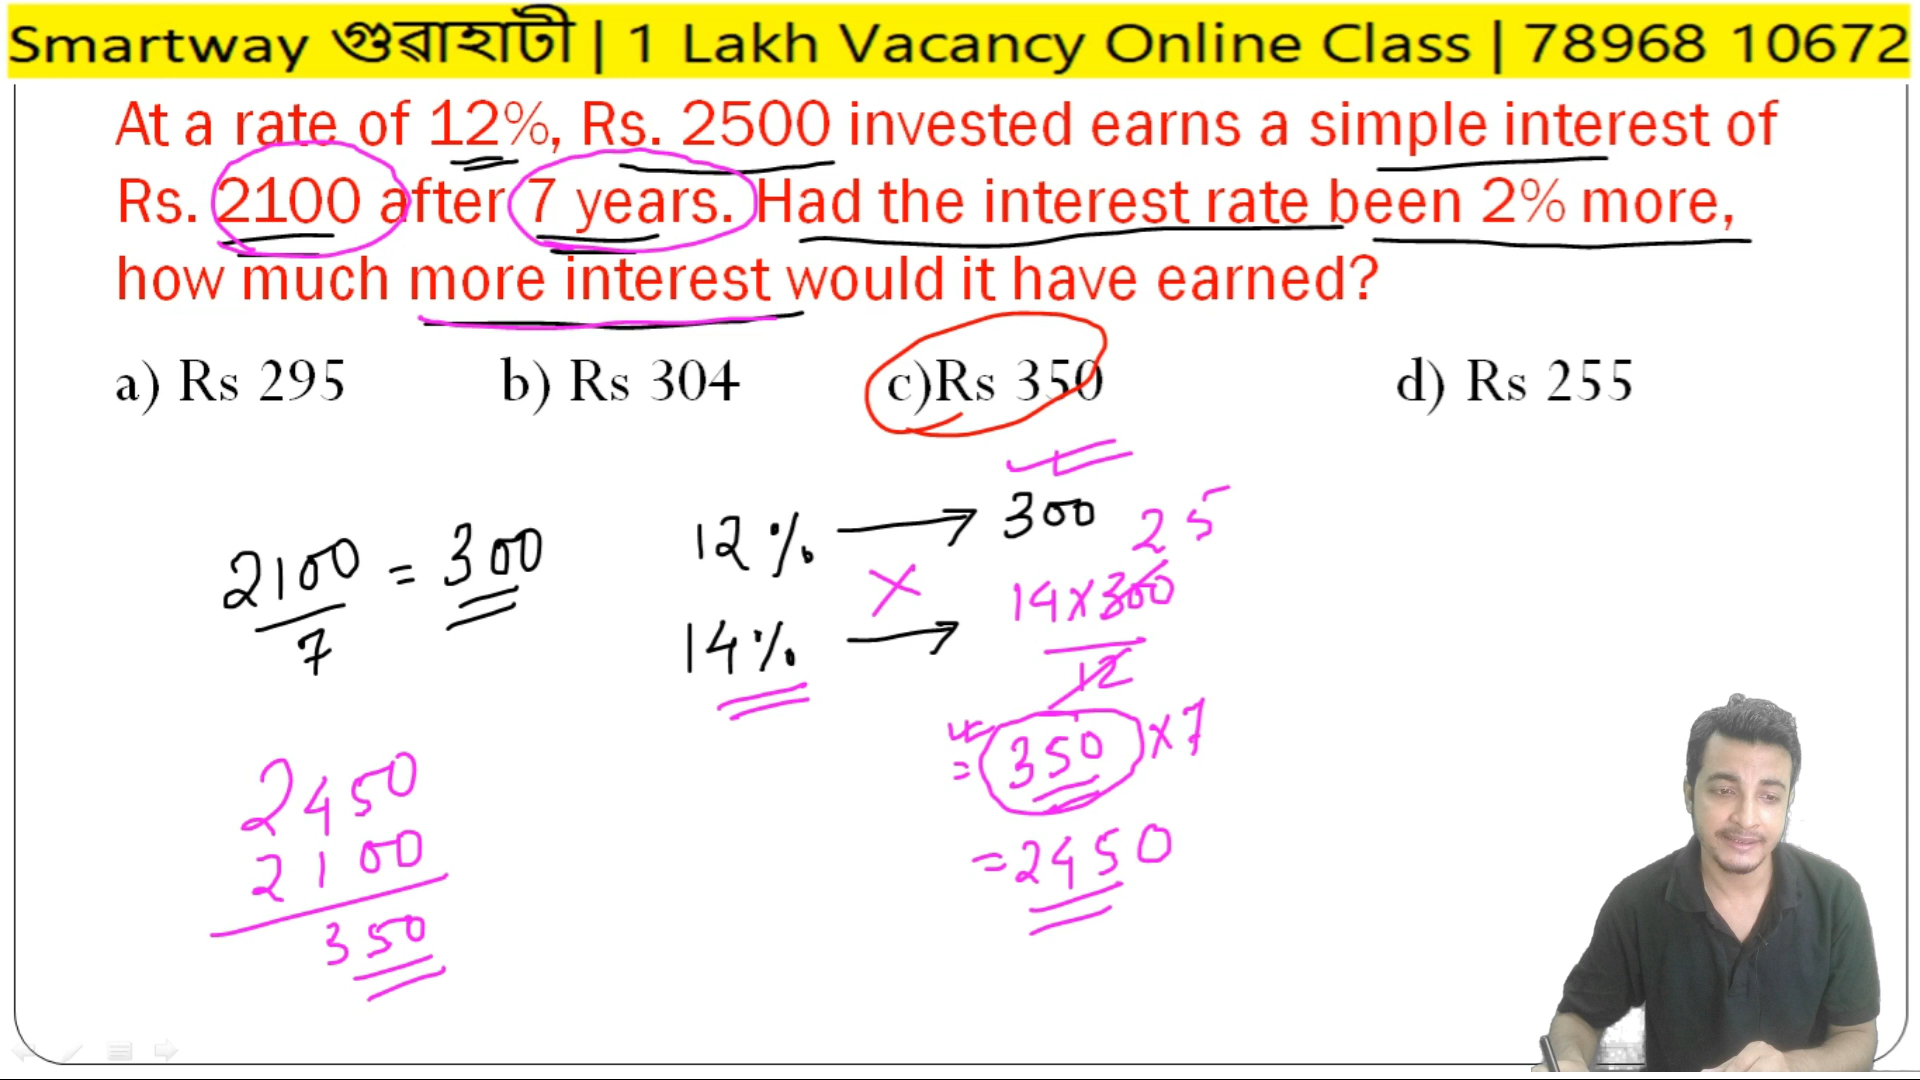 Smartway গুৱাহাটী | 1 Lakh Vacancy Online Class | 78968 10672
At a rate of 12%, Rs. 2500 invested earns a simple interest of
Rs. 2100 after 7 years. Had the interest rate been 2% more,
how much more interest would it have earned?
a) Rs 295 b) Rs 304 c)Rs 350 d) Rs 255
2100/7 = 300
12% → 300
25
14% → 14×300/12
= 350 ×7
= 2450
2450
2100
350